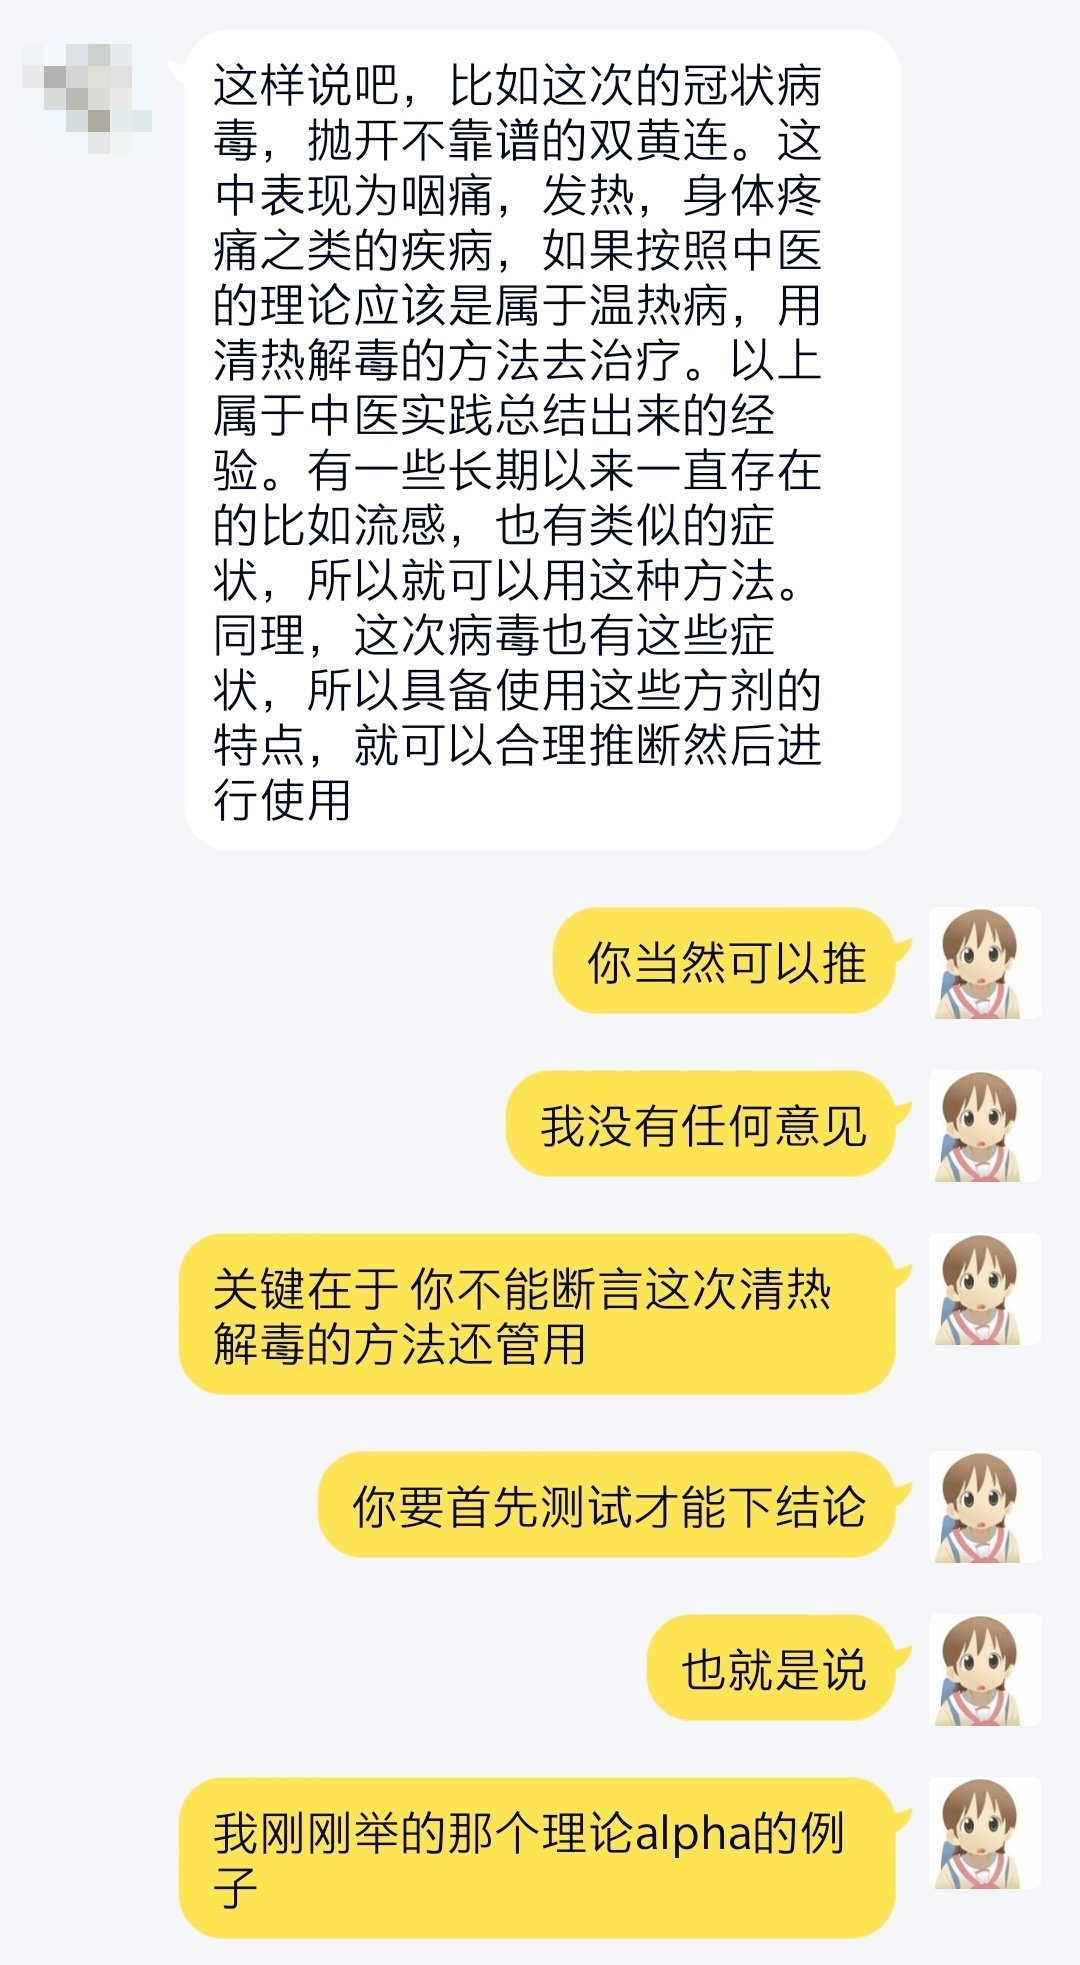 这样说吧，比如这次的冠状病
毒，抛开不靠谱的双黄连。这
中表现为咽痛，发热，身体疼
痛之类的疾病，如果按照中医
的理论应该是属于温热病，用
清热解毒的方法去治疗。以上
属于中医实践总结出来的经
验。有一些长期以来一直存在
的比如流感，也有类似的症
状，所以就可以用这种方法。
同理，这次病毒也有这些症
状，所以具备使用这些方剂的
特点，就可以合理推断然后进
行使用
你当然可以推
我没有任何意见
关键在于 你不能断言这次清热
解毒的方法还管用
你要首先测试才能下结论
也就是说
我刚刚举的那个理论alpha的例
子